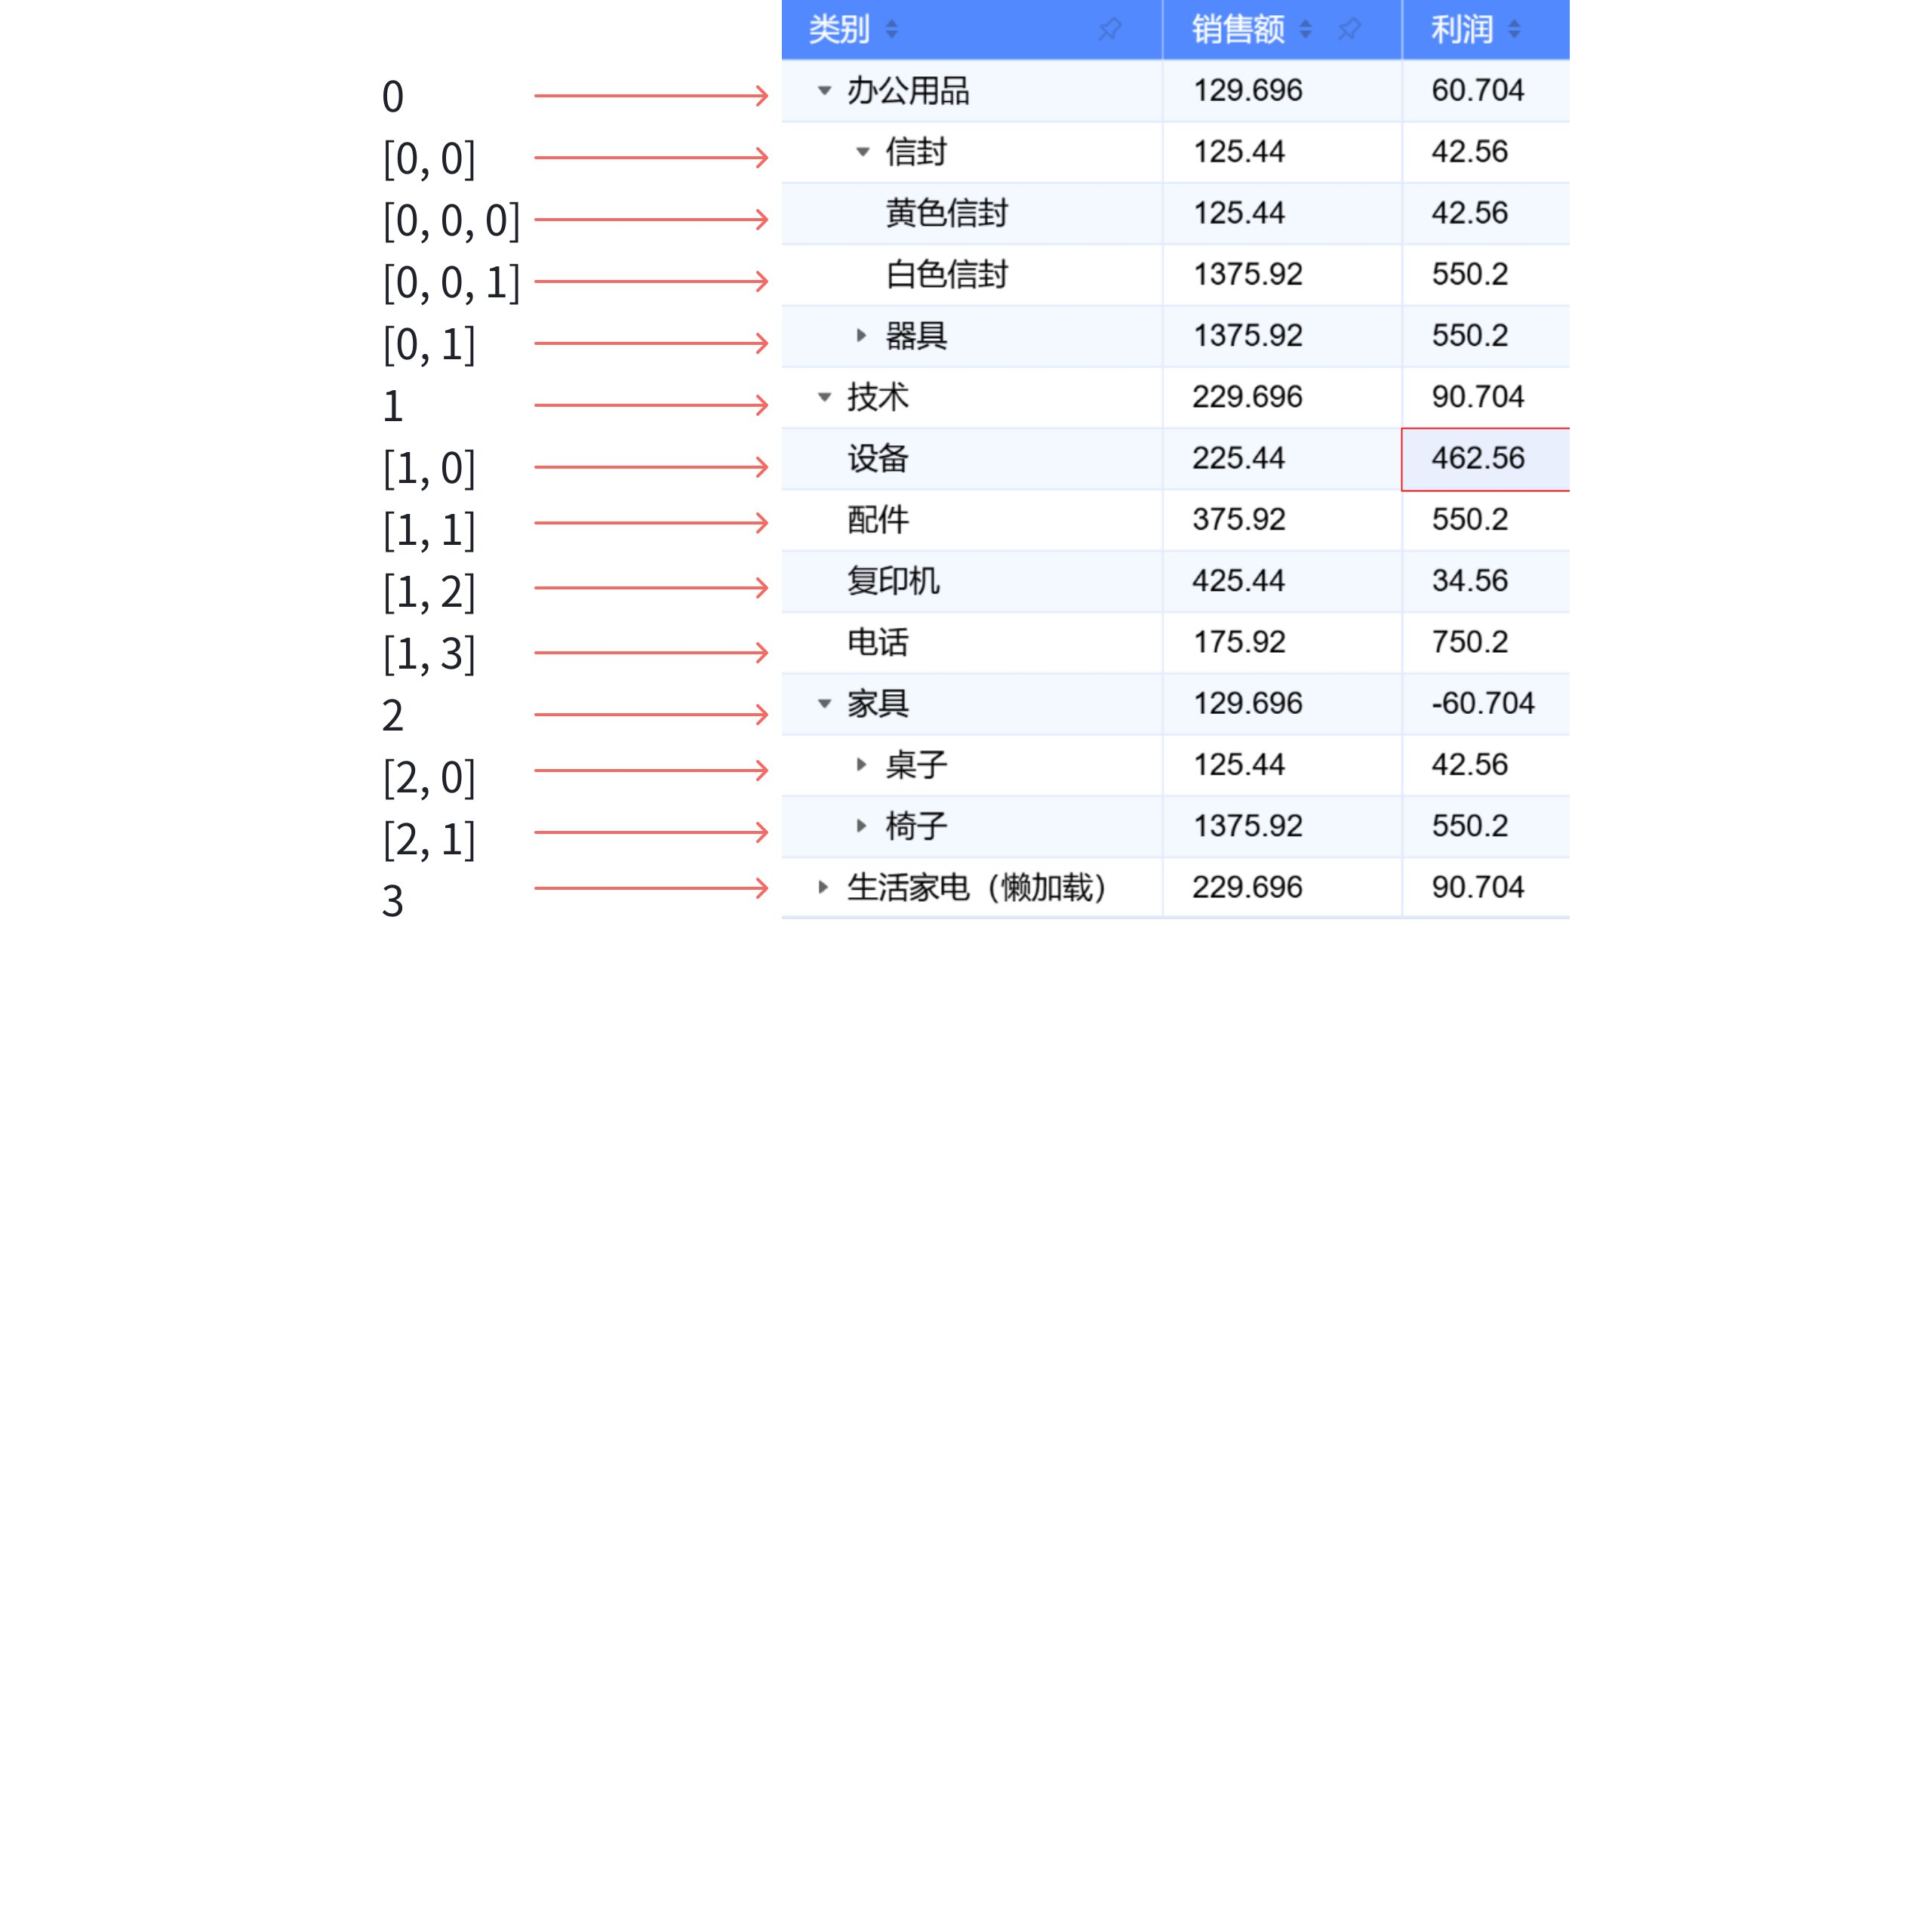 类别 销售额 利润
0 办公用品 129.696 60.704
[0, 0] 信封 125.44 42.56
[0, 0, 0] 黄色信封 125.44 42.56
[0, 0, 1] 白色信封 1375.92 550.2
[0, 1] 器具 1375.92 550.2
1 技术 229.696 90.704
[1, 0] 设备 225.44 462.56
[1, 1] 配件 375.92 550.2
[1, 2] 复印机 425.44 34.56
[1, 3] 电话 175.92 750.2
2 家具 129.696 -60.704
[2, 0] 桌子 125.44 42.56
[2, 1] 椅子 1375.92 550.2
3 生活家电（懒加载） 229.696 90.704